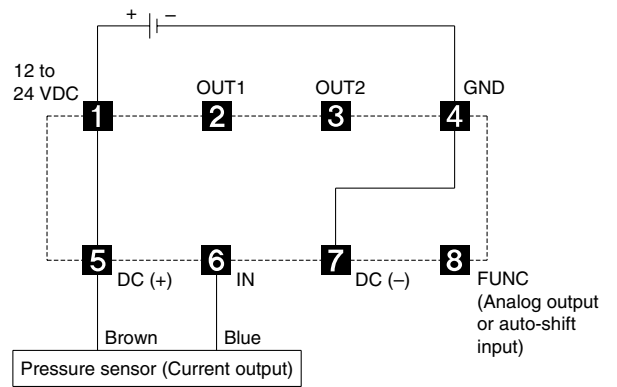 + –
12 to
24 VDC
OUT1
OUT2
GND
1
2
3
4
5
6
7
8
DC (+)
IN
DC (–)
FUNC
(Analog output
or auto-shift
input)
Brown
Blue
Pressure sensor (Current output)